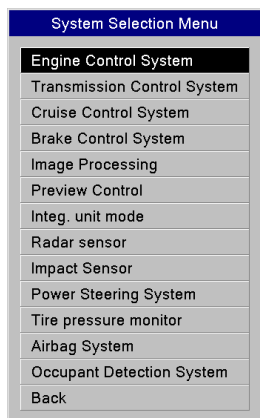 System Selection Menu
Engine Control System
Transmission Control System
Cruise Control System
Brake Control System
Image Processing
Preview Control
Integ. unit mode
Radar sensor
Impact Sensor
Power Steering System
Tire pressure monitor
Airbag System
Occupant Detection System
Back